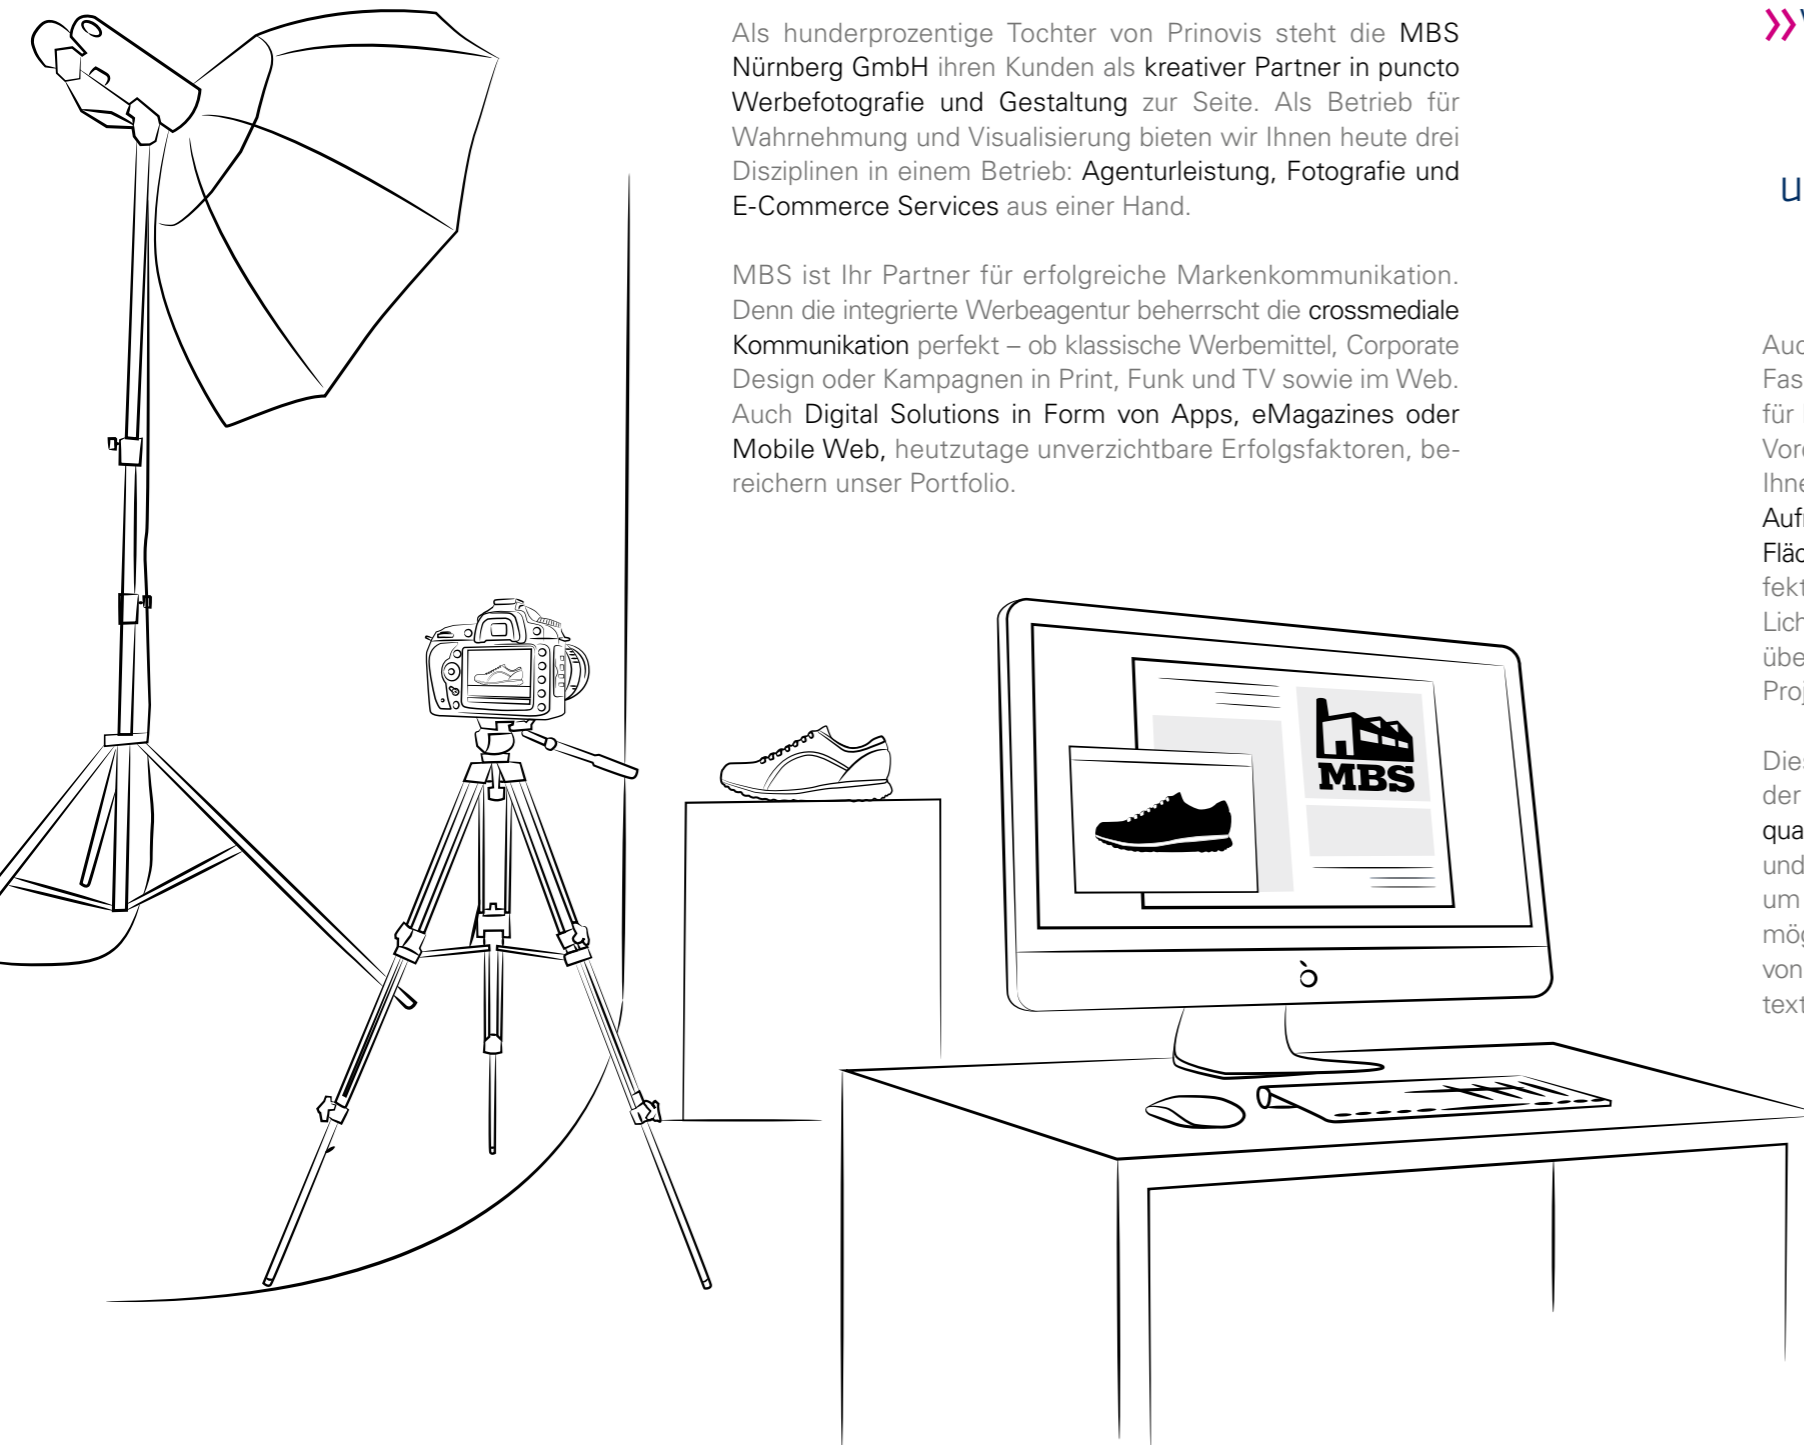 Als hunderprozentige Tochter von Prinovis steht die MBS
Nürnberg GmbH ihren Kunden als kreativer Partner in puncto
Werbefotografie und Gestaltung zur Seite. Als Betrieb für
Wahrnehmung und Visualisierung bieten wir Ihnen heute drei
Disziplinen in einem Betrieb: Agenturleistung, Fotografie und
E-Commerce Services aus einer Hand.
MBS ist Ihr Partner für erfolgreiche Markenkommunikation.
Denn die integrierte Werbeagentur beherrscht die crossmediale
Kommunikation perfekt – ob klassische Werbemittel, Corporate
Design oder Kampagnen in Print, Funk und TV sowie im Web.
Auch Digital Solutions in Form von Apps, eMagazines oder
Mobile Web, heutzutage unverzichtbare Erfolgsfaktoren, be-
reichern unser Portfolio.
MBS
»
für
der
und
um
von